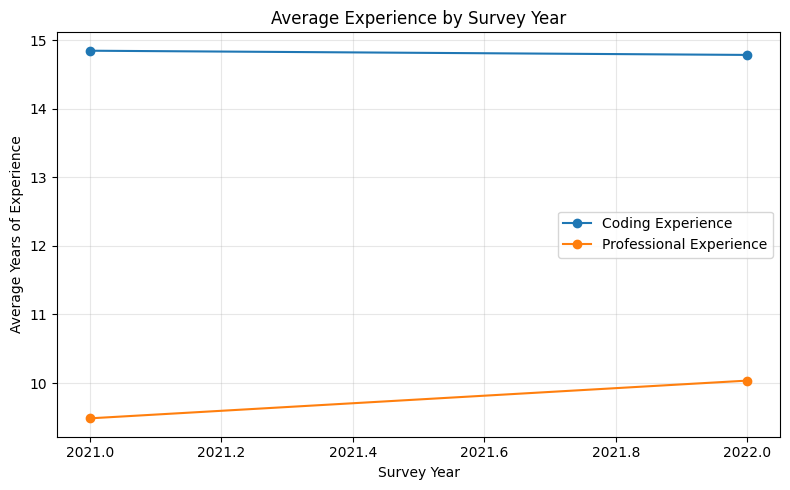 Average Experience by Survey Year
15
14
13
12
11
10
Average Years of Experience
Coding Experience
Professional Experience
2021.0 2021.2 2021.4 2021.6 2021.8 2022.0
Survey Year